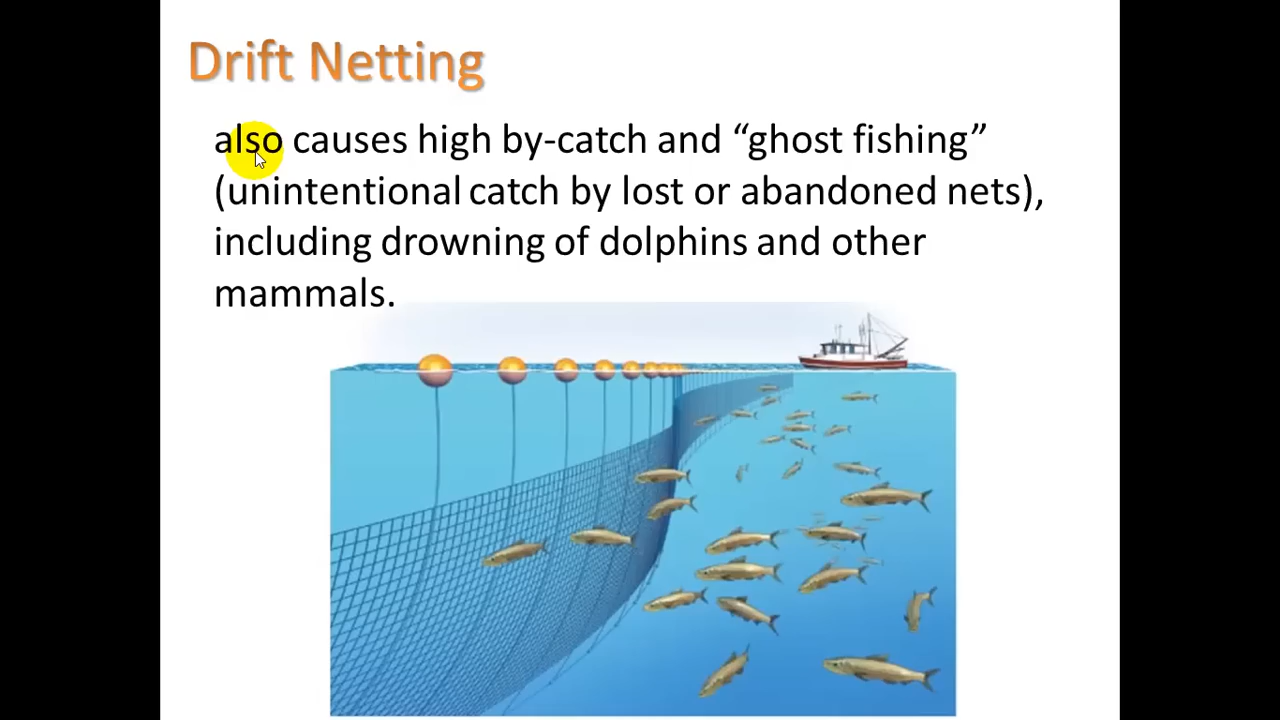 Drift Netting
also causes high by-catch and “ghost fishing”
(unintentional catch by lost or abandoned nets),
including drowning of dolphins and other
mammals.